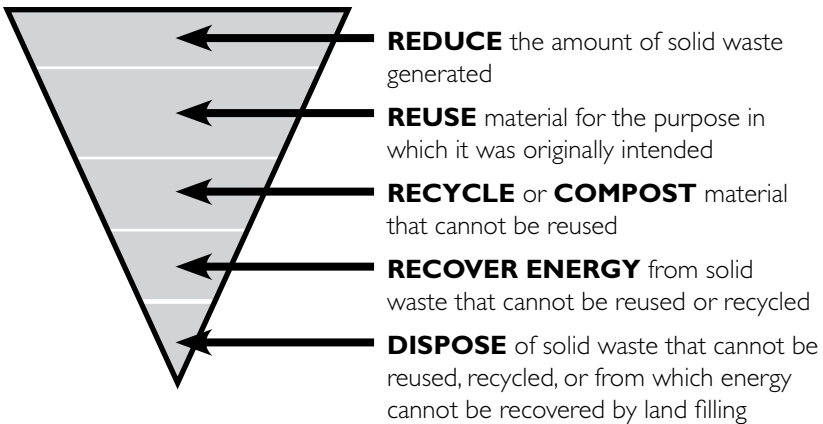 REDUCE the amount of solid waste
generated
REUSE material for the purpose in
which it was originally intended
RECYCLE or COMPOST material
that cannot be reused
RECOVER ENERGY from solid
waste that cannot be reused or recycled
DISPOSE of solid waste that cannot be
reused, recycled, or from which energy
cannot be recovered by land filling